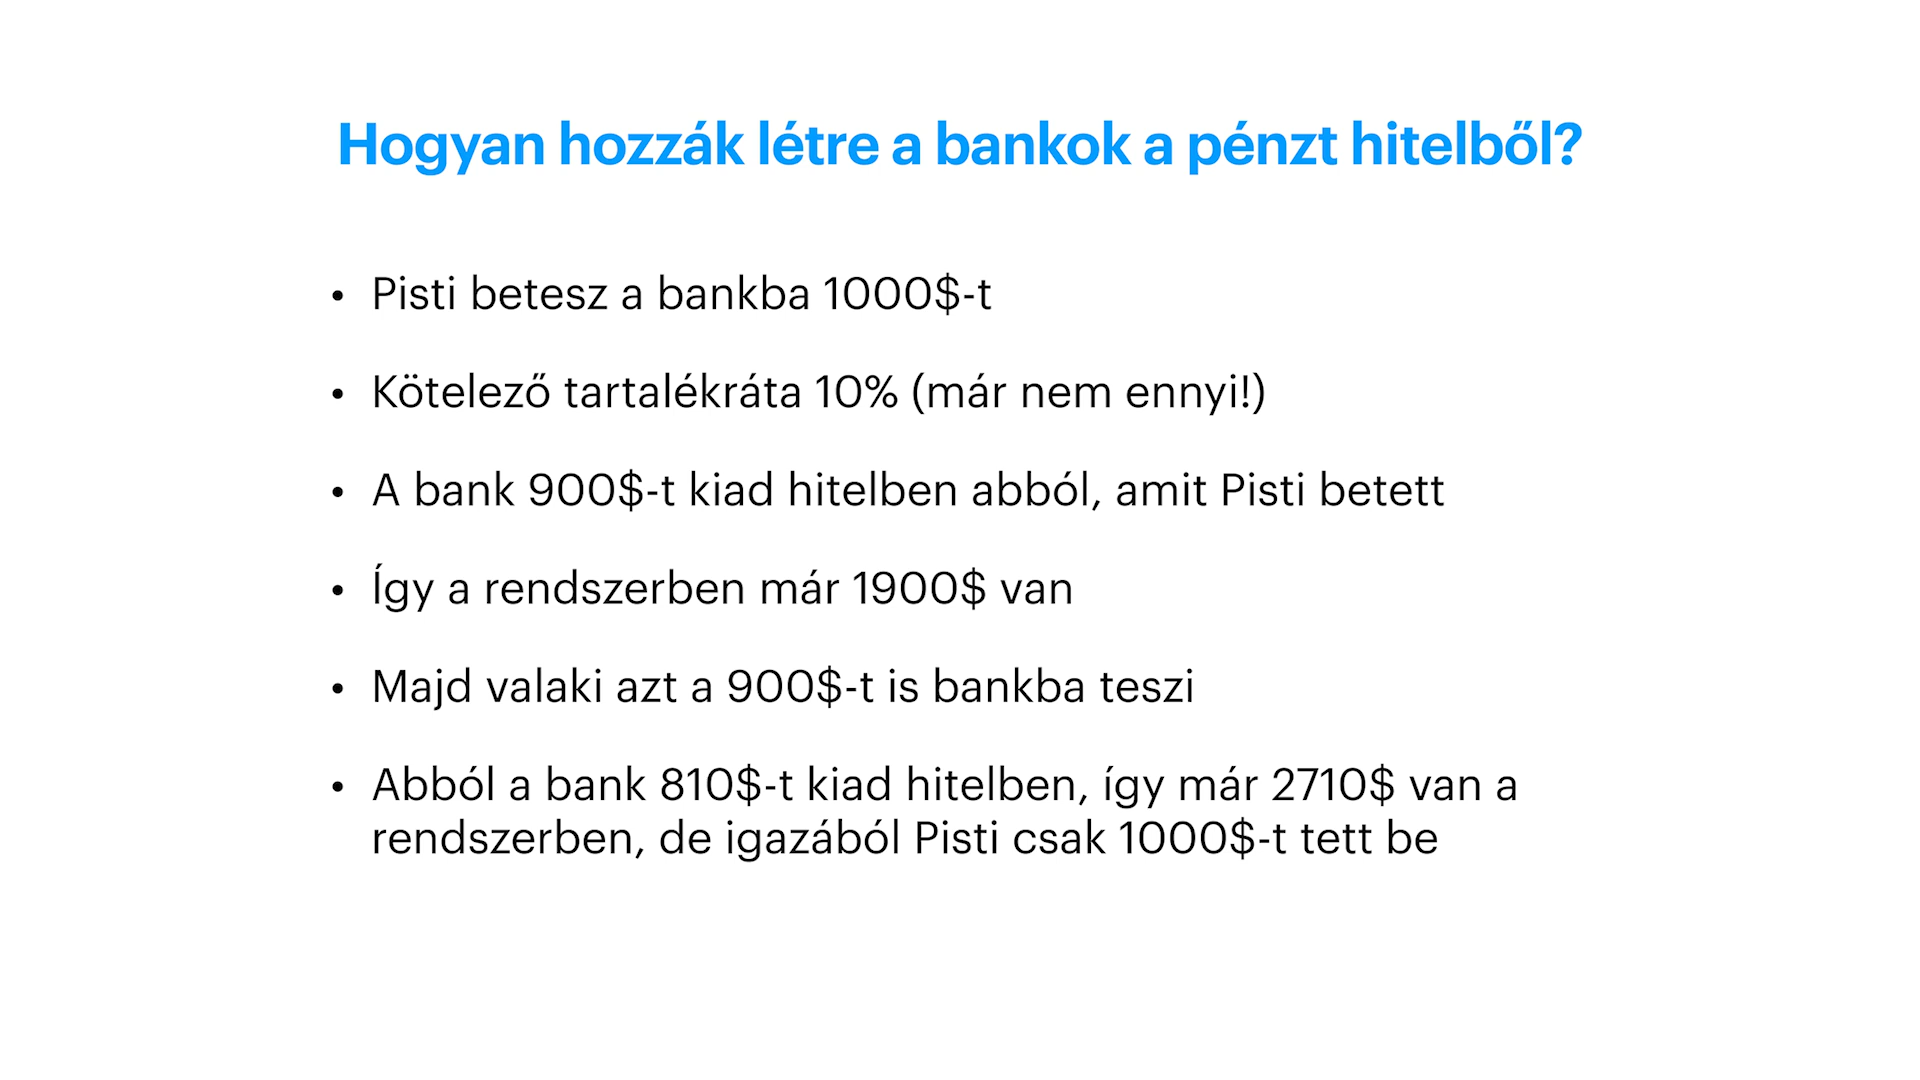 Hogyan hozzák létre a bankok a pénzt hitelből?
• Pisti betesz a bankba 1000$-t
• Kötelező tartalékráta 10% (már nem ennyi!)
• A bank 900$-t kiad hitelben abból, amit Pisti betett
• Így a rendszerben már 1900$ van
• Majd valaki azt a 900$-t is bankba teszi
• Abból a bank 810$-t kiad hitelben, így már 2710$ van a
rendszerben, de igazából Pisti csak 1000$-t tett be